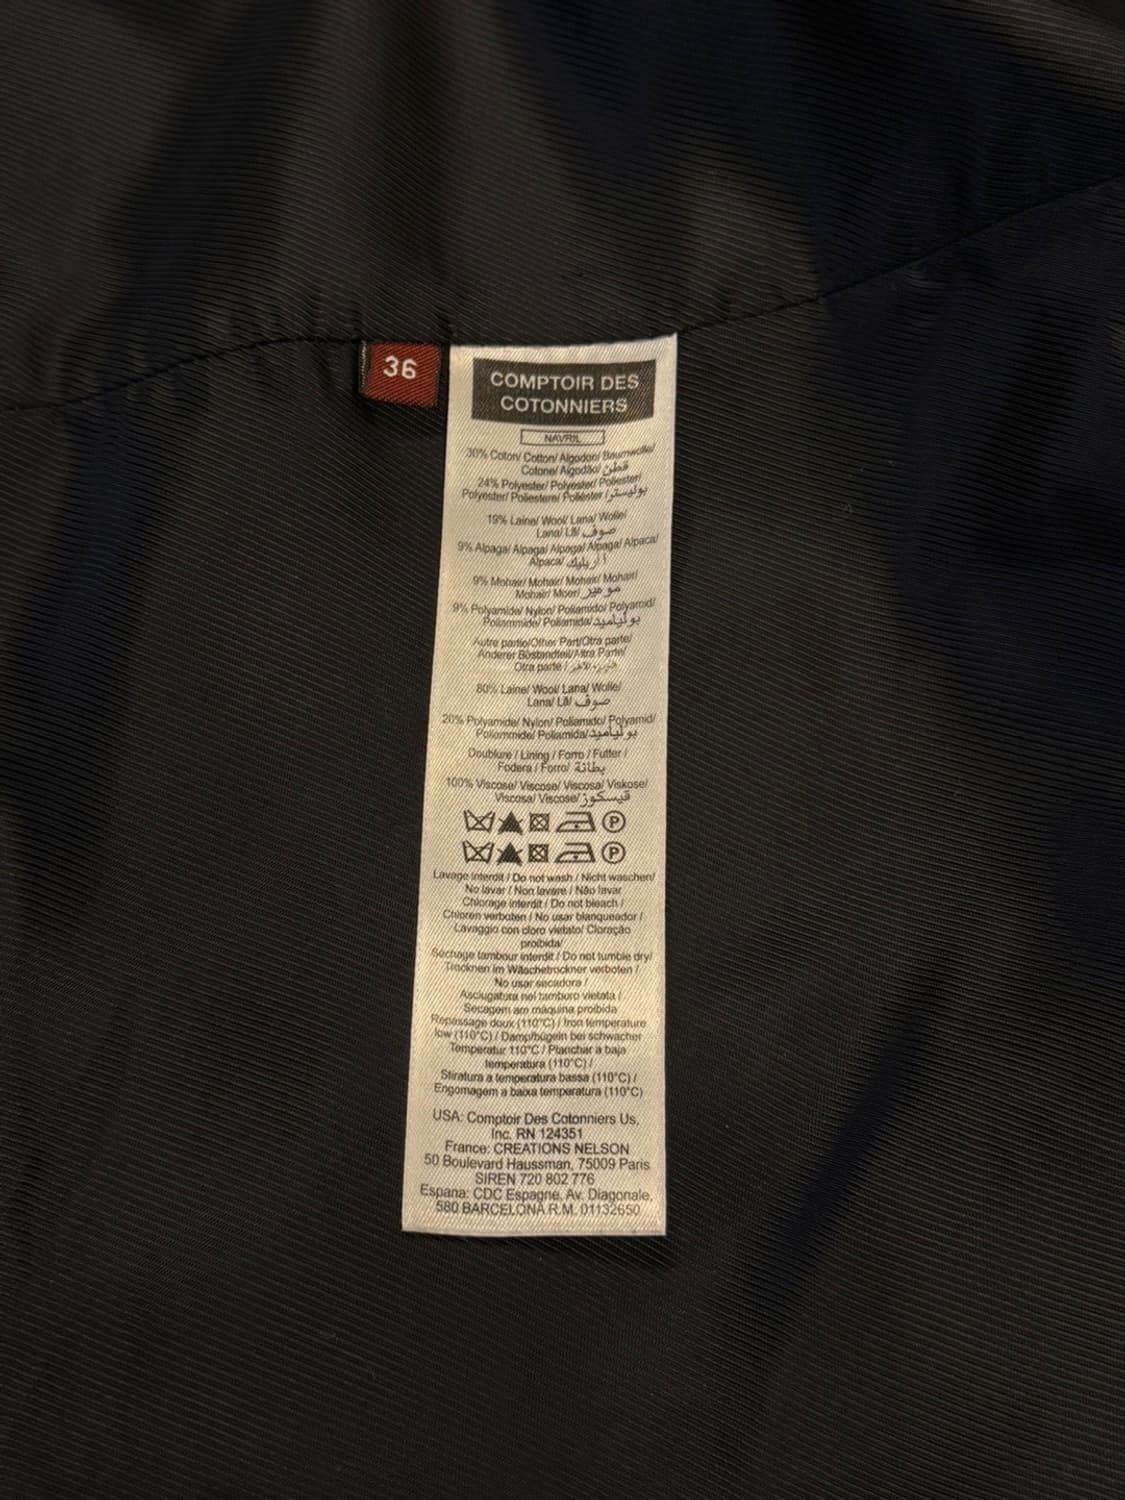 36
COMPTOIR DES
COTONNIERS
NAVRIL
30% Coton/ Cotton/ Algodon/ Baumwolle/
Cotone/ Algodão/ قطن
24% Polyester/ Polyester/ Poliester/
Polyester/ Poliestere/ Poliéster /بوليستر
19% Laine/ Wool/ Lana/ Wolle/
Lana/ Lã/ صوف
9% Alpaga/ Alpaga/ Alpaga/ Alpaga/ Alpaca/
Alpaca/
9% Mohair/ Mohair/ Mohair/ Mohair/
Mohair/ Moer/ موهير
9% Polyamide/ Nylon/ Poliamido/ Polyamid/
Poliammide/ Poliamida/بولياميد
Autre partie/Other Part/Otra parte/
Anderer Bestandteil/Altra Parte/
Otra parte /
80% Laine/ Wool/ Lana/ Wolle/
Lana/ Lã/ صوف
20% Polyamide/ Nylon/ Poliamido/ Polyamid/
Poliammide/ Poliamida/بولياميد
Doublure / Lining / Forro / Futter /
Fodera / Forro/ بطانة
100% Viscose/ Viscose/ Viscosa/ Viskose/
Viscosa/ Viscose/ فيسكوز
P
P
Lavage interdit / Do not wash / Nicht waschen/
No lavar / Non lavare / Não lavar
Chlorage interdit / Do not bleach /
Chloren verboten / No usar blanqueador /
Lavaggio con cloro vietato/ Cloração
proibida/
Sechage tambour interdit / Do not tumble dry/
Trocknen im Wäschetrockner verboten /
No usar secadora /
Asciugatura nel tamburo vietata /
Secagem am máquina proibida
Repassage doux (110°C) / Iron temperature
low (110°C) / Dampfbügeln bei schwacher
Temperatur 110°C / Planchar a baja
temperatura (110°C) /
Stiratura a temperatura bassa (110°C) /
Engomagem a baixa temperatura (110°C)
USA: Comptoir Des Cotonniers Us,
Inc. RN 124351
France: CREATIONS NELSON
50 Boulevard Haussman, 75009 Paris
SIREN 720 802 776
Espana: CDC Espagne, Av. Diagonale,
580 BARCELONA R.M. 01132650